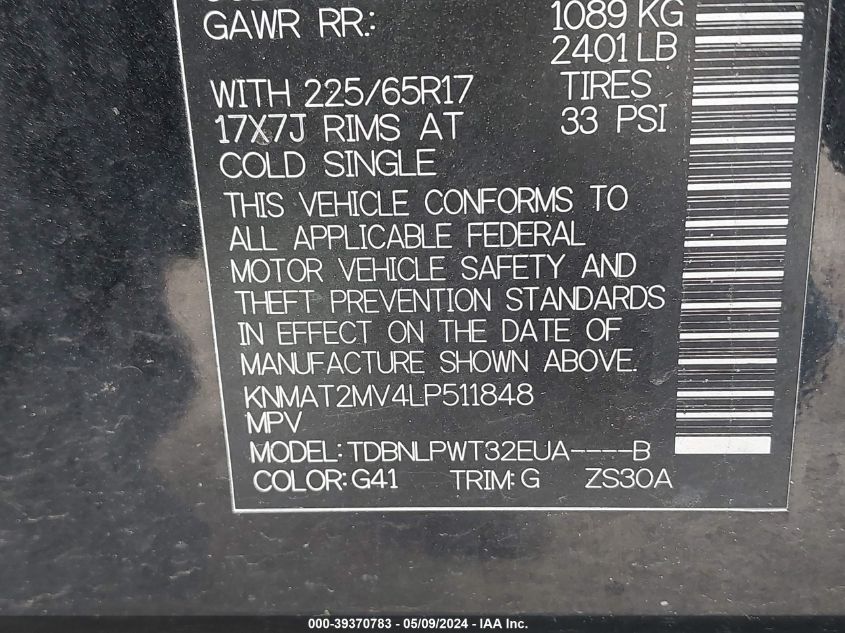 GAWR RR.: 1089 KG
2401 LB
WITH 225/65R17 TIRES
17X7J RIMS AT 33 PSI
COLD SINGLE
THIS VEHICLE CONFORMS TO
ALL APPLICABLE FEDERAL
MOTOR VEHICLE SAFETY AND
THEFT PREVENTION STANDARDS
IN EFFECT ON THE DATE OF
MANUFACTURE SHOWN ABOVE.
KNMAT2MV4LP511848
MPV
MODEL: TDBNLPWT32EUA----B
COLOR: G41 TRIM: G ZS30A
000-39370783 - 05/09/2024 - IAA Inc.